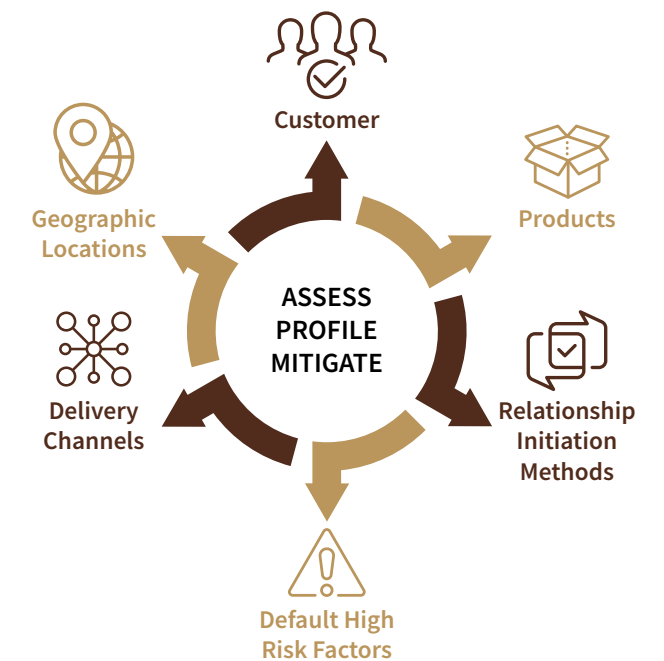 Customer
Geographic
Locations
Products
ASSESS
PROFILE
MITIGATE
Delivery
Channels
Relationship
Initiation
Methods
Default High
Risk Factors